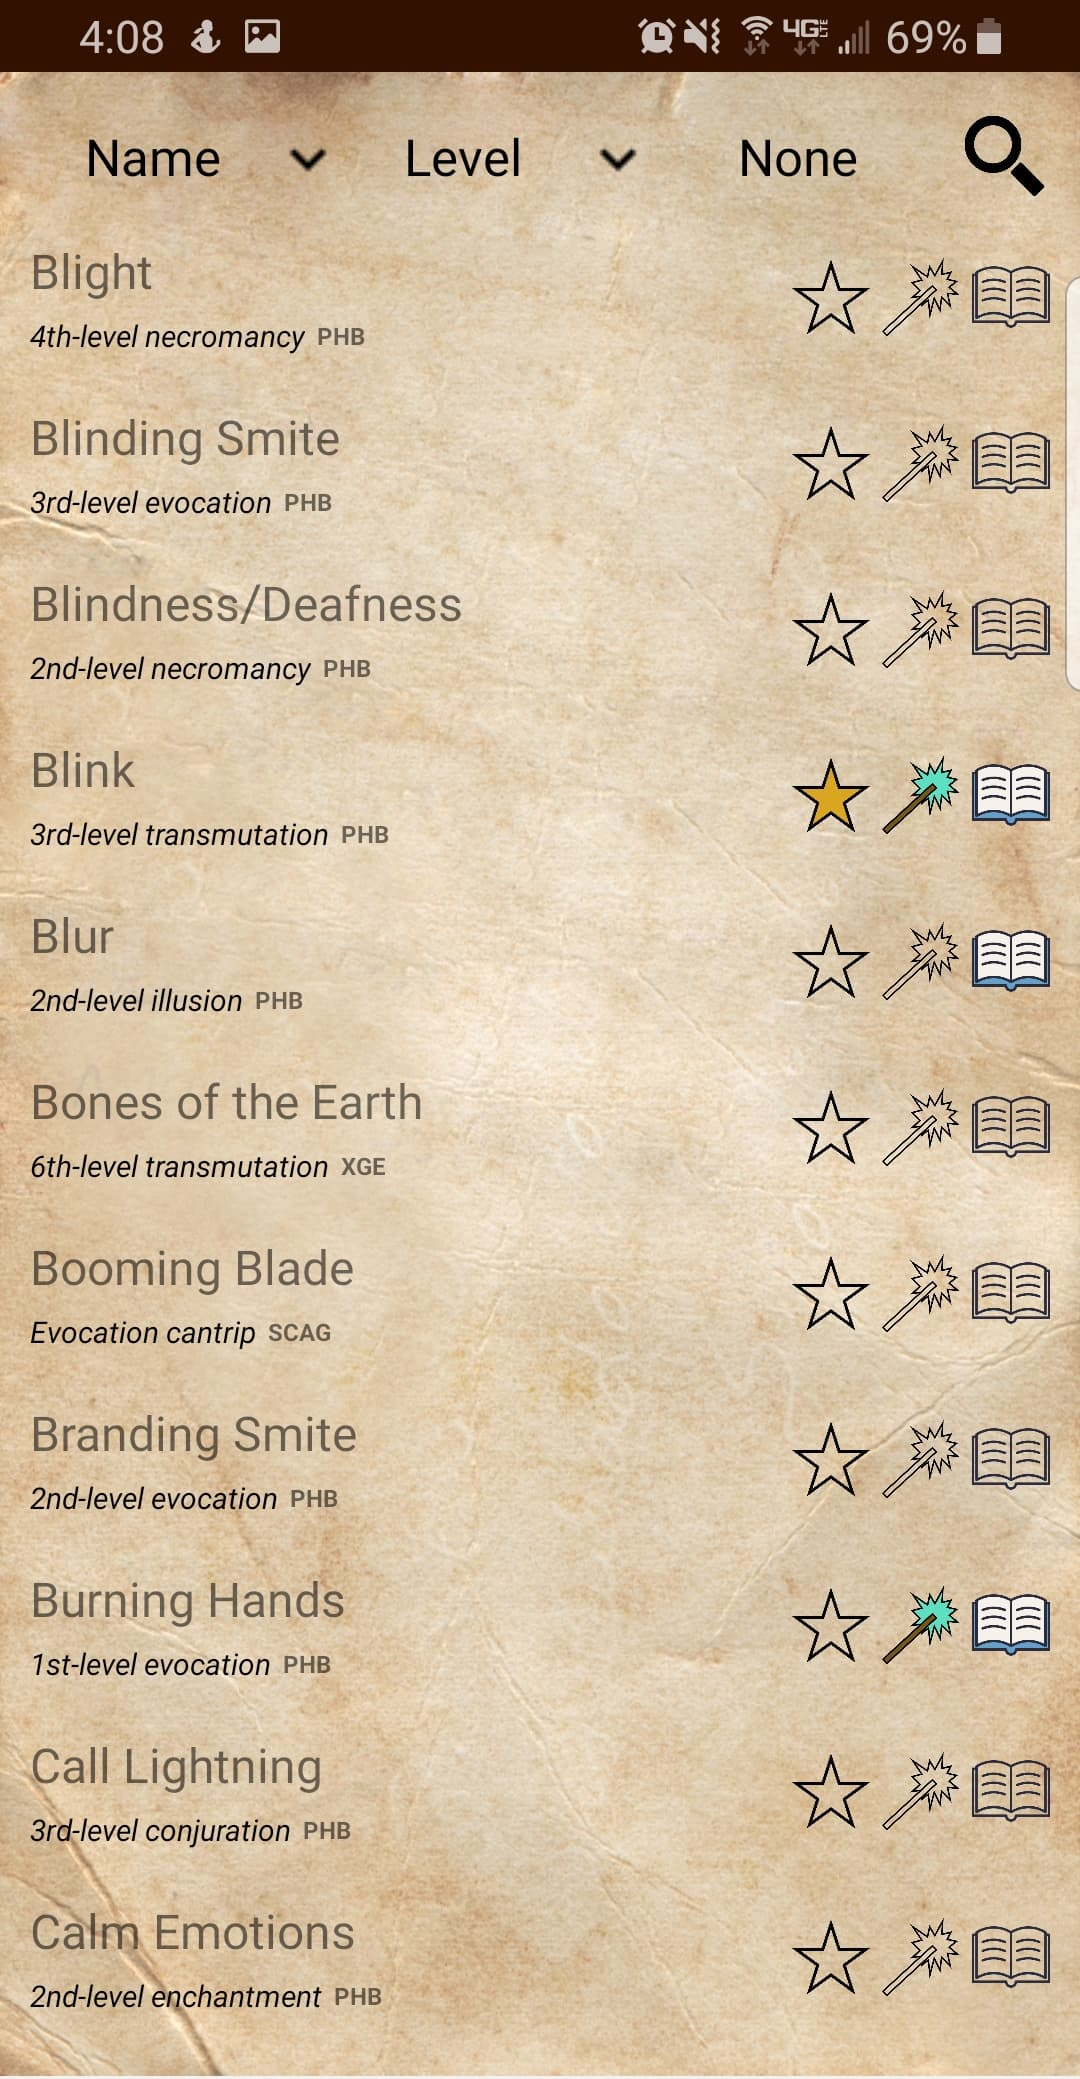 4:08 4G LTE 69%
Name Level None
Blight
4th-level necromancy PHB
Blinding Smite
3rd-level evocation PHB
Blindness/Deafness
2nd-level necromancy PHB
Blink
3rd-level transmutation PHB
Blur
2nd-level illusion PHB
Bones of the Earth
6th-level transmutation XGE
Booming Blade
Evocation cantrip SCAG
Branding Smite
2nd-level evocation PHB
Burning Hands
1st-level evocation PHB
Call Lightning
3rd-level conjuration PHB
Calm Emotions
2nd-level enchantment PHB